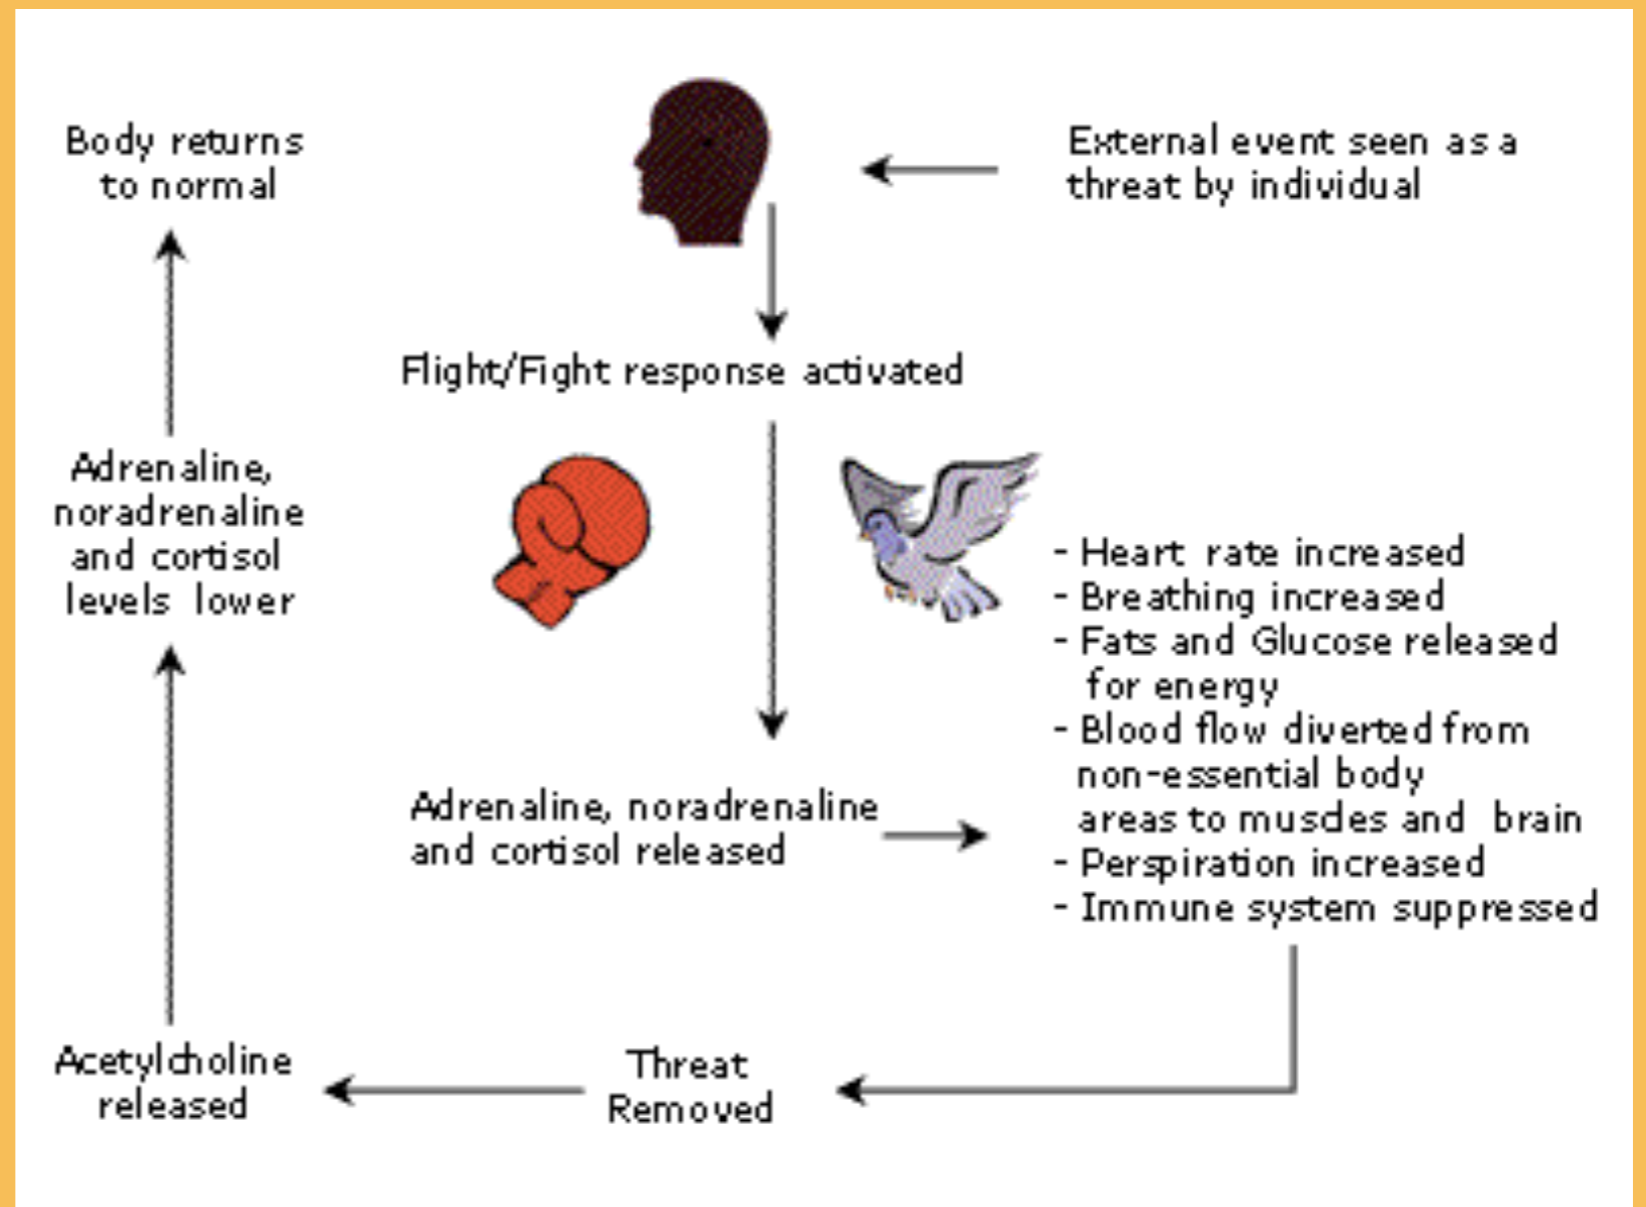 External event seen as a
threat by individual
Flight/Fight response activated
Adrenaline, noradrenaline
and cortisol released
- Heart rate increased
- Breathing increased
- Fats and Glucose released
for energy
- Blood flow diverted from
non-essential body
areas to muscles and brain
- Perspiration increased
- Immune system suppressed
Threat
Removed
Acetylcholine
released
Adrenaline,
noradrenaline
and cortisol
levels lower
Body returns
to normal